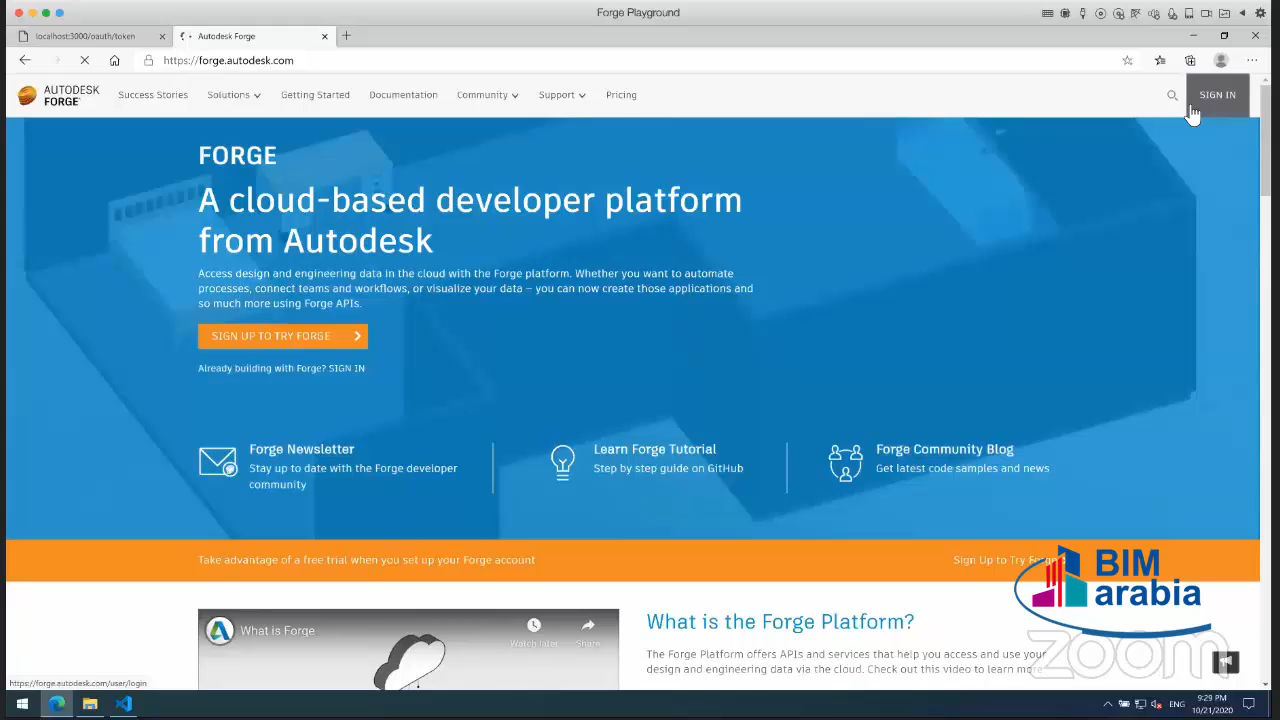 Forge Playground
localhost:3000/oauth/token
Autodesk Forge
https://forge.autodesk.com
AUTODESK
FORGE
Success Stories
Solutions
Getting Started
Documentation
Community
Support
Pricing
SIGN IN
FORGE
A cloud-based developer platform
from Autodesk
Access design and engineering data in the cloud with the Forge platform. Whether you want to automate
processes, connect teams and workflows, or visualize your data – you can now create those applications and
so much more using Forge APIs.
SIGN UP TO TRY FORGE
Already building with Forge? SIGN IN
Forge Newsletter
Stay up to date with the Forge developer
community
Learn Forge Tutorial
Step by step guide on GitHub
Forge Community Blog
Get latest code samples and news
Take advantage of a free trial when you set up your Forge account
Sign Up to Try Forge
BIM
arabia
What is Forge
Watch later
Share
What is the Forge Platform?
The Forge Platform offers APIs and services that help you access and use your
design and engineering data via the cloud. Check out this video to learn more
zoom
https://forge.autodesk.com/user/login
ENG
9:29 PM
10/21/2020